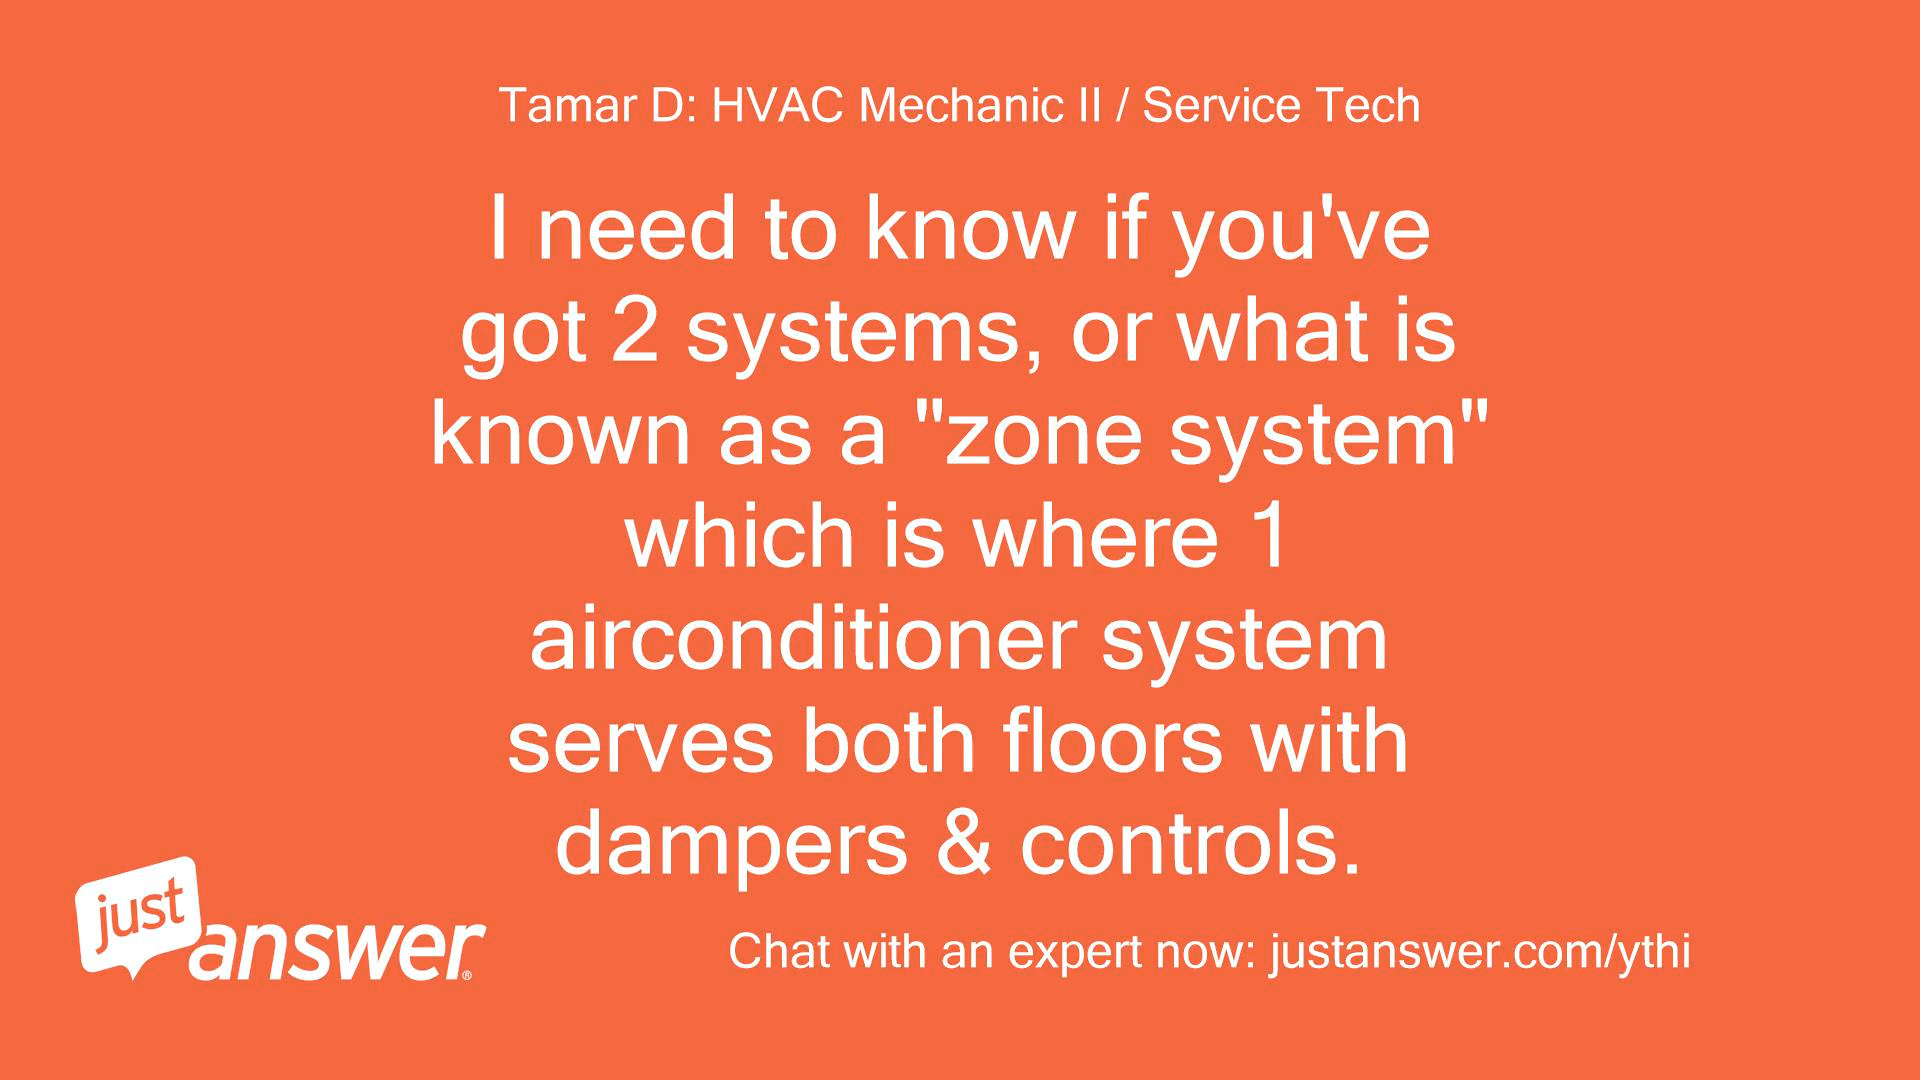 Tamar D: HVAC Mechanic II / Service Tech
I need to know if you've
got 2 systems, or what is
known as a "zone system"
which is where 1
airconditioner system
serves both floors with
dampers & controls.
just
answer®
Chat with an expert now: justanswer.com/ythi